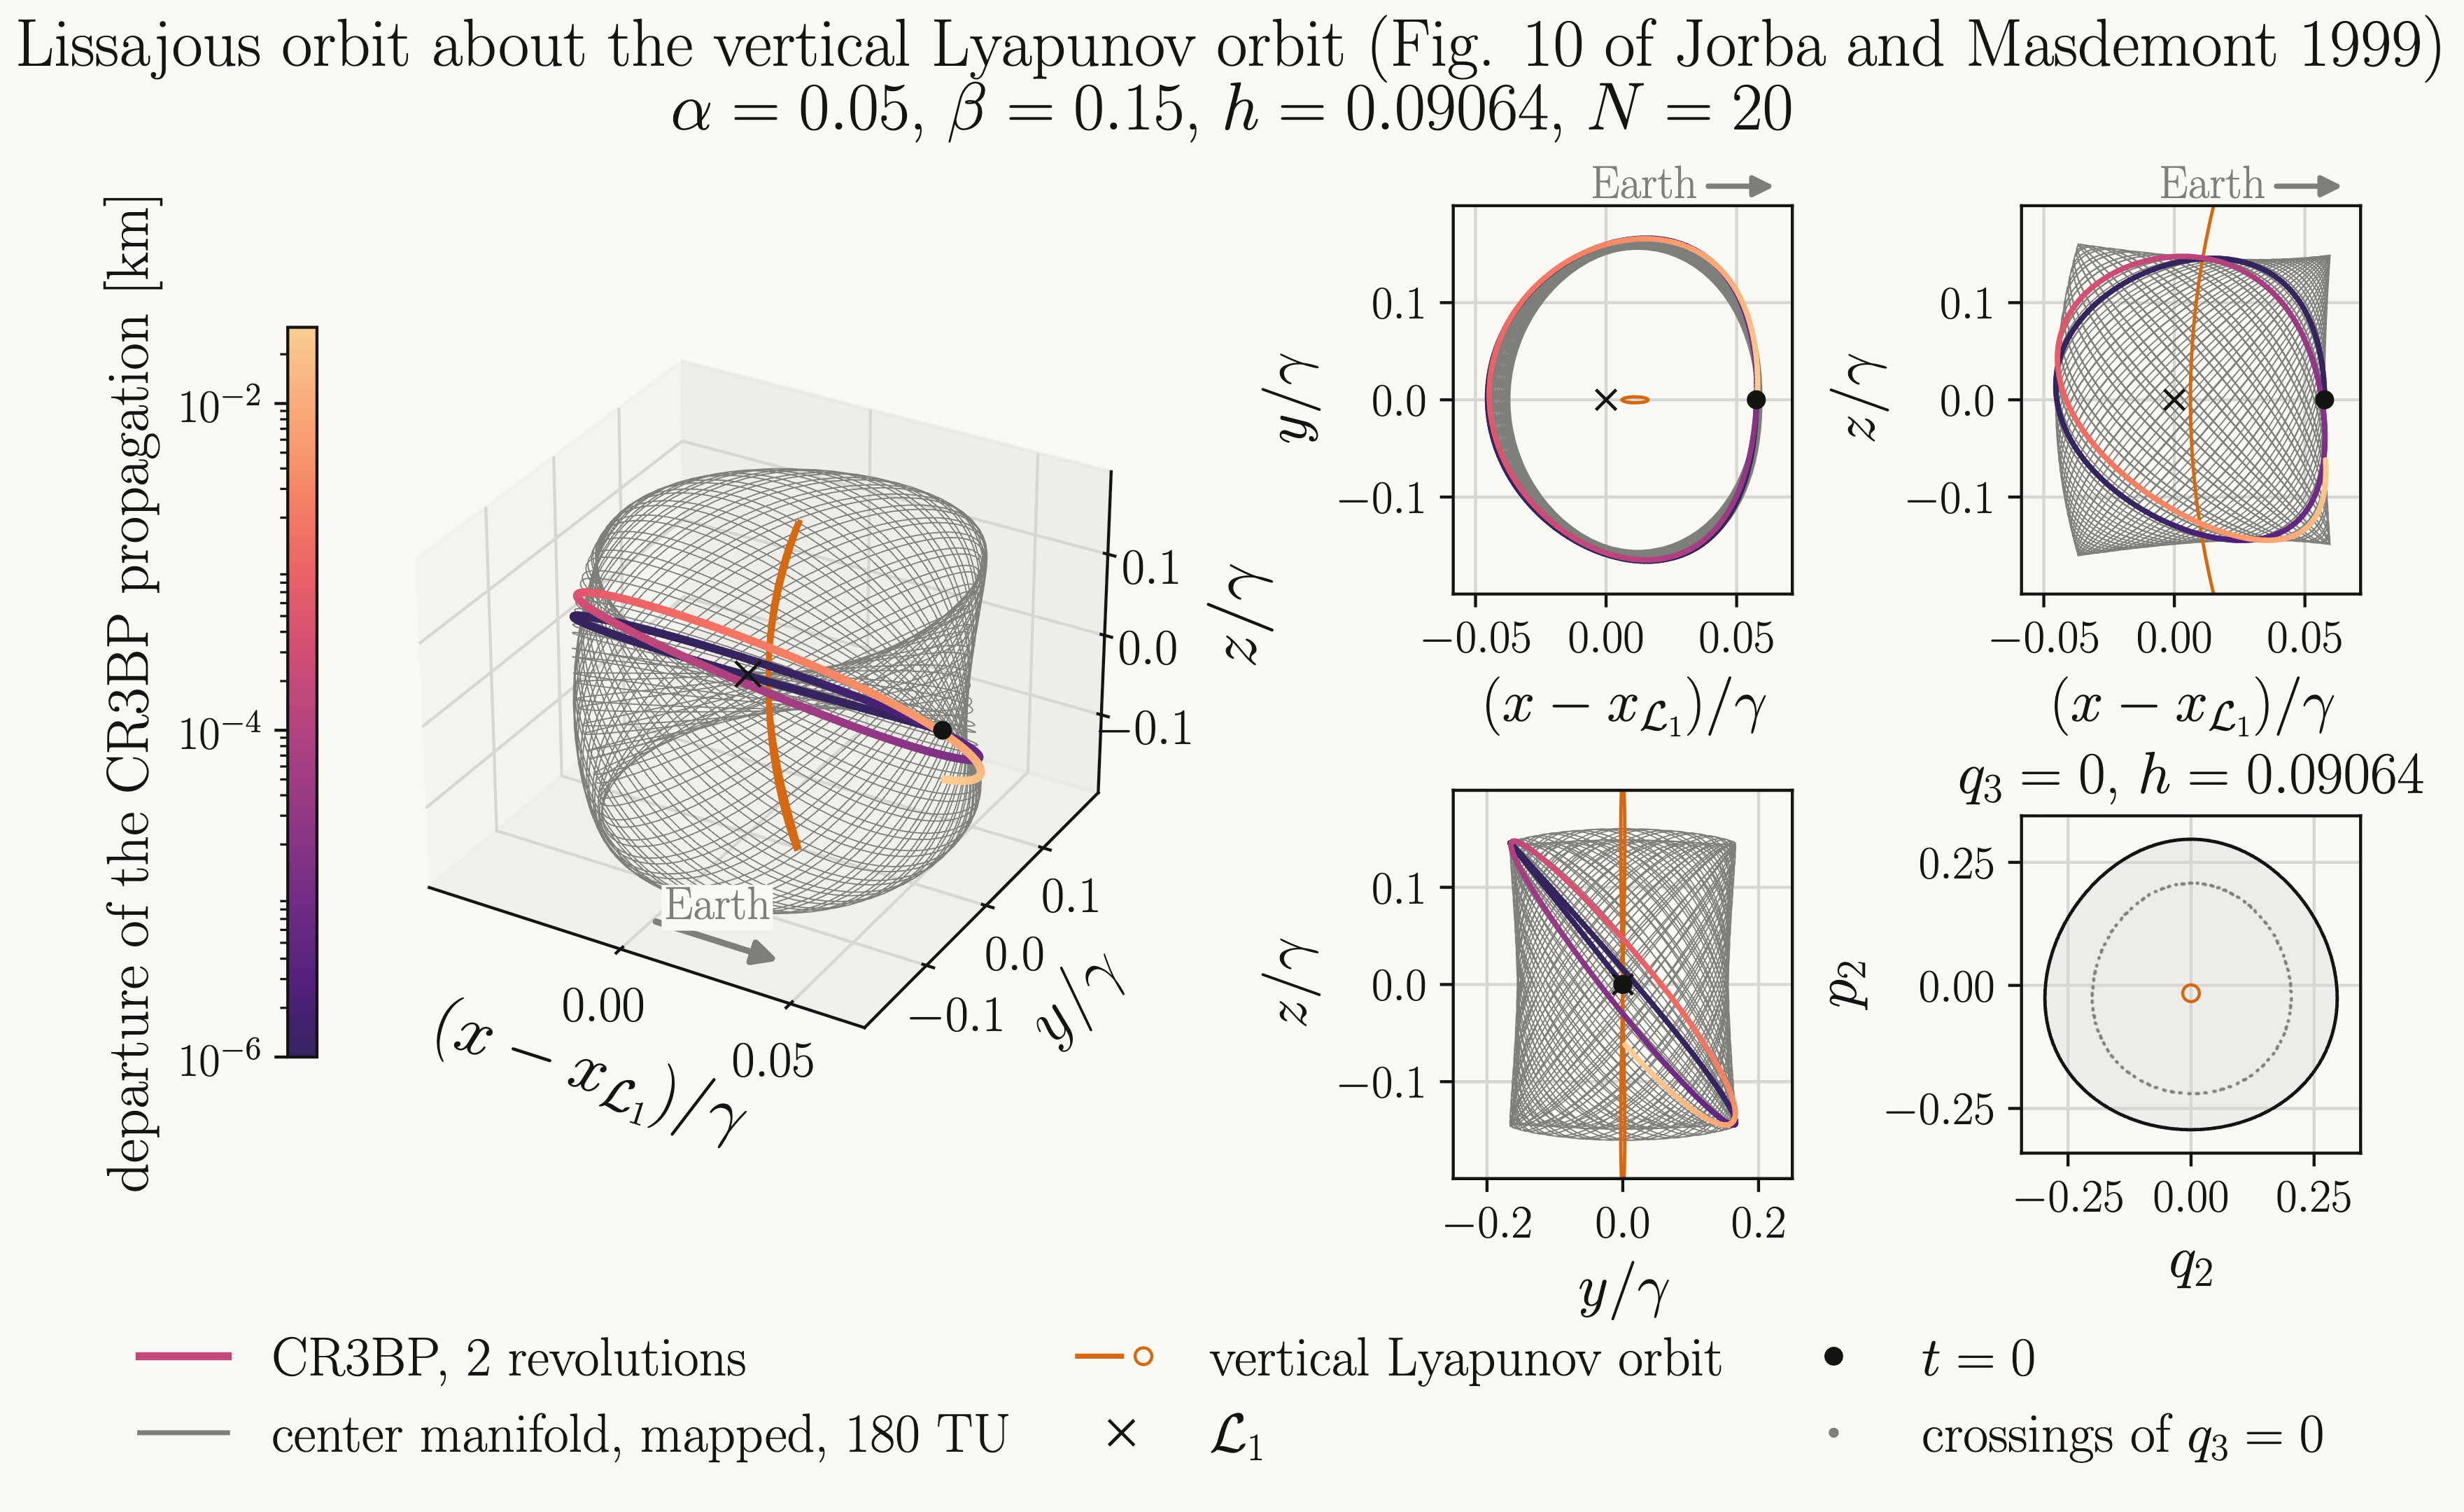 Lissajous orbit about the vertical Lyapunov orbit (Fig. 10 of Jorba and Masdemont 1999)
α = 0.05, β = 0.15, h = 0.09064, N = 20
departure of the CR3BP propagation [km]
10⁻²
10⁻⁴
10⁻⁶
0.1
0.0
−0.1
z/γ
0.1
0.0
−0.1
y/γ
0.00
0.05
(x − x_𝓛₁)/γ
Earth
Earth
0.1
0.0
−0.1
y/γ
−0.05 0.00 0.05
(x − x_𝓛₁)/γ
Earth
0.1
0.0
−0.1
z/γ
−0.05 0.00 0.05
(x − x_𝓛₁)/γ
0.1
0.0
−0.1
z/γ
−0.2 0.0 0.2
y/γ
q₃ = 0, h = 0.09064
0.25
0.00
−0.25
p₂
−0.25 0.00 0.25
q₂
CR3BP, 2 revolutions
center manifold, mapped, 180 TU
vertical Lyapunov orbit
𝓛₁
t = 0
crossings of q₃ = 0